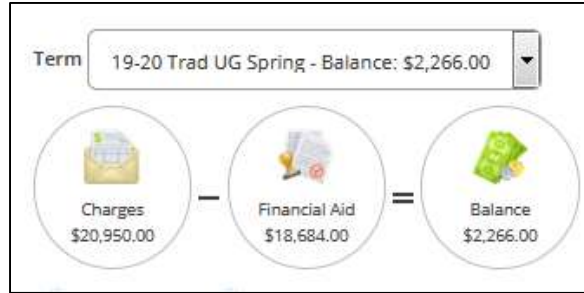 Term 19-20 Trad UG Spring - Balance: $2,266.00
Charges
$20,950.00
–
Financial Aid
$18,684.00
=
Balance
$2,266.00